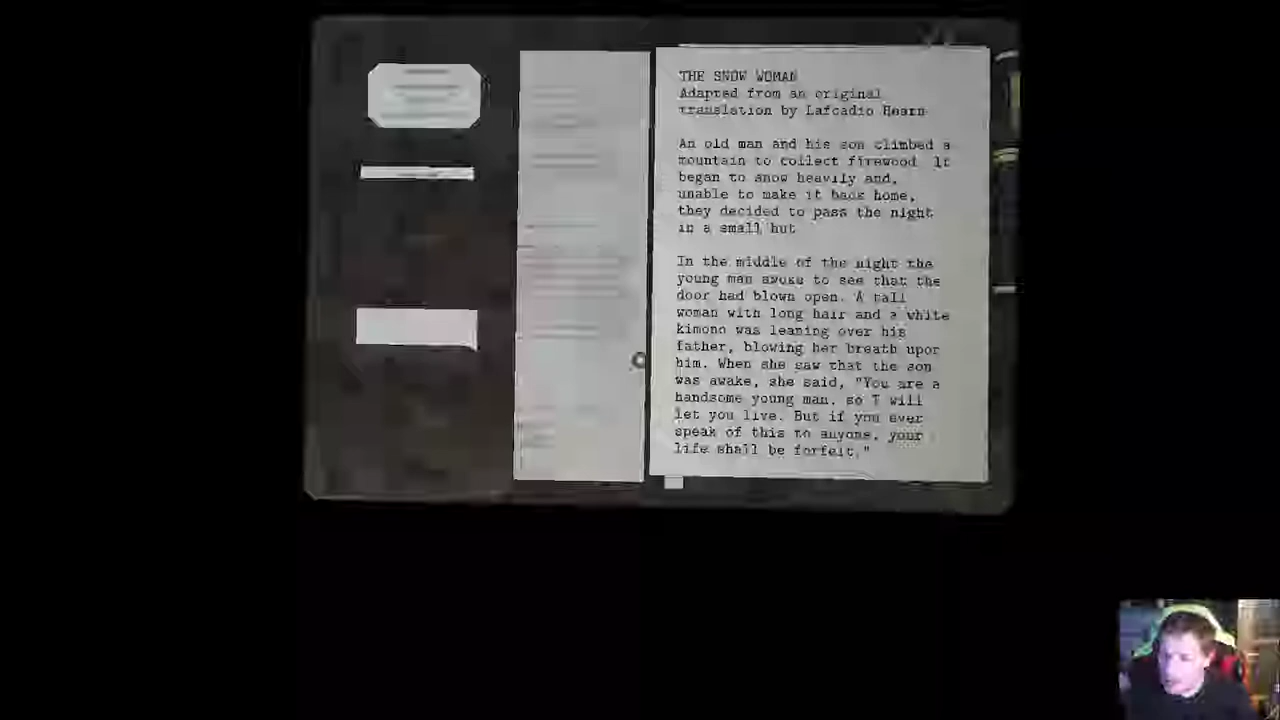 THE SNOW WOMAN
Adapted from an original
translation by Lafcadio Hearn
An old man and his son climbed a
mountain to collect firewood. It
began to snow heavily and,
unable to make it back home,
they decided to pass the night
in a small hut
In the middle of the night the
young man awoke to see that the
door had blown open. A tall
woman with long hair and a white
kimono was leaning over his
father, blowing her breath upon
him. When she saw that the son
was awake, she said, "You are a
handsome young man, so I will
let you live. But if you ever
speak of this to anyone, your
life shall be forfeit."